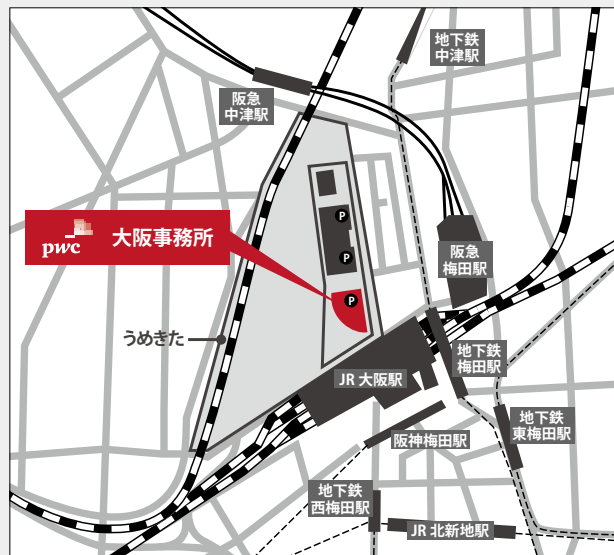 地下鉄
中津駅
阪急
中津駅
P
pwc
大阪事務所
P
阪急
梅田駅
P
うめきた
地下鉄
梅田駅
JR 大阪駅
地下鉄
東梅田駅
阪神梅田駅
地下鉄
西梅田駅
JR 北新地駅